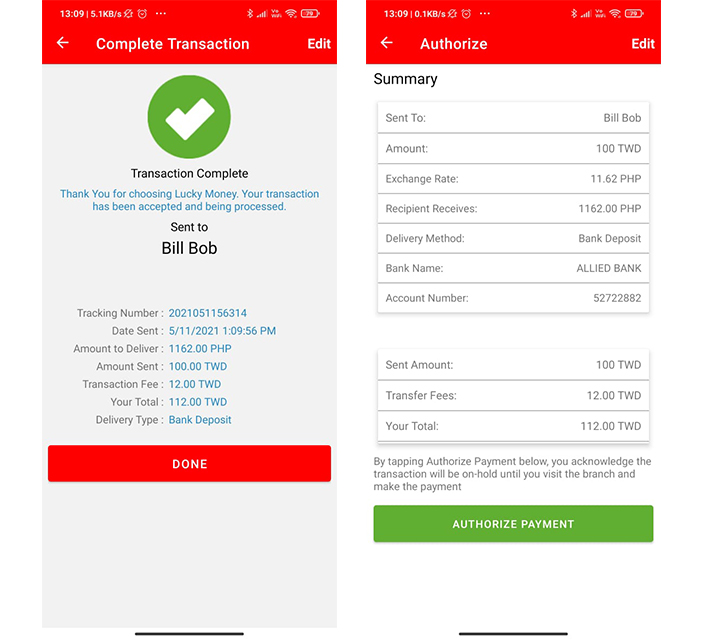 13:09 | 5.1KB/s
Vo WiFi
79
Complete Transaction
Edit
Transaction Complete
Thank You for choosing Lucky Money. Your transaction
has been accepted and being processed.
Sent to
Bill Bob
Tracking Number : 2021051156314
Date Sent : 5/11/2021 1:09:56 PM
Amount to Deliver : 1162.00 PHP
Amount Sent : 100.00 TWD
Transaction Fee : 12.00 TWD
Your Total : 112.00 TWD
Delivery Type : Bank Deposit
DONE
13:09 | 0.1KB/s
Vo WiFi
79
Authorize
Edit
Summary
Sent To: Bill Bob
Amount: 100 TWD
Exchange Rate: 11.62 PHP
Recipient Receives: 1162.00 PHP
Delivery Method: Bank Deposit
Bank Name: ALLIED BANK
Account Number: 52722882
Sent Amount: 100 TWD
Transfer Fees: 12.00 TWD
Your Total: 112.00 TWD
By tapping Authorize Payment below, you acknowledge the
transaction will be on-hold until you visit the branch and
make the payment
AUTHORIZE PAYMENT